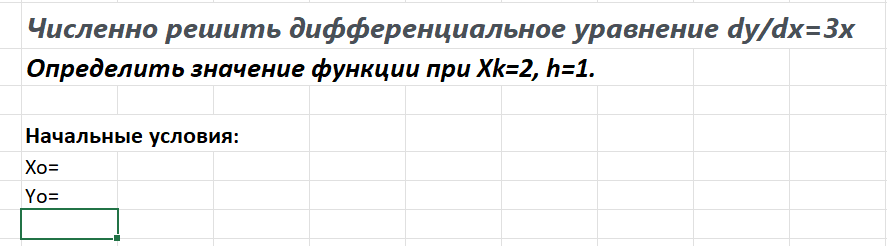 Численно решить дифференциальное уравнение dy/dx=3x
Определить значение функции при Xk=2, h=1.
Начальные условия:
Xo=
Yo=